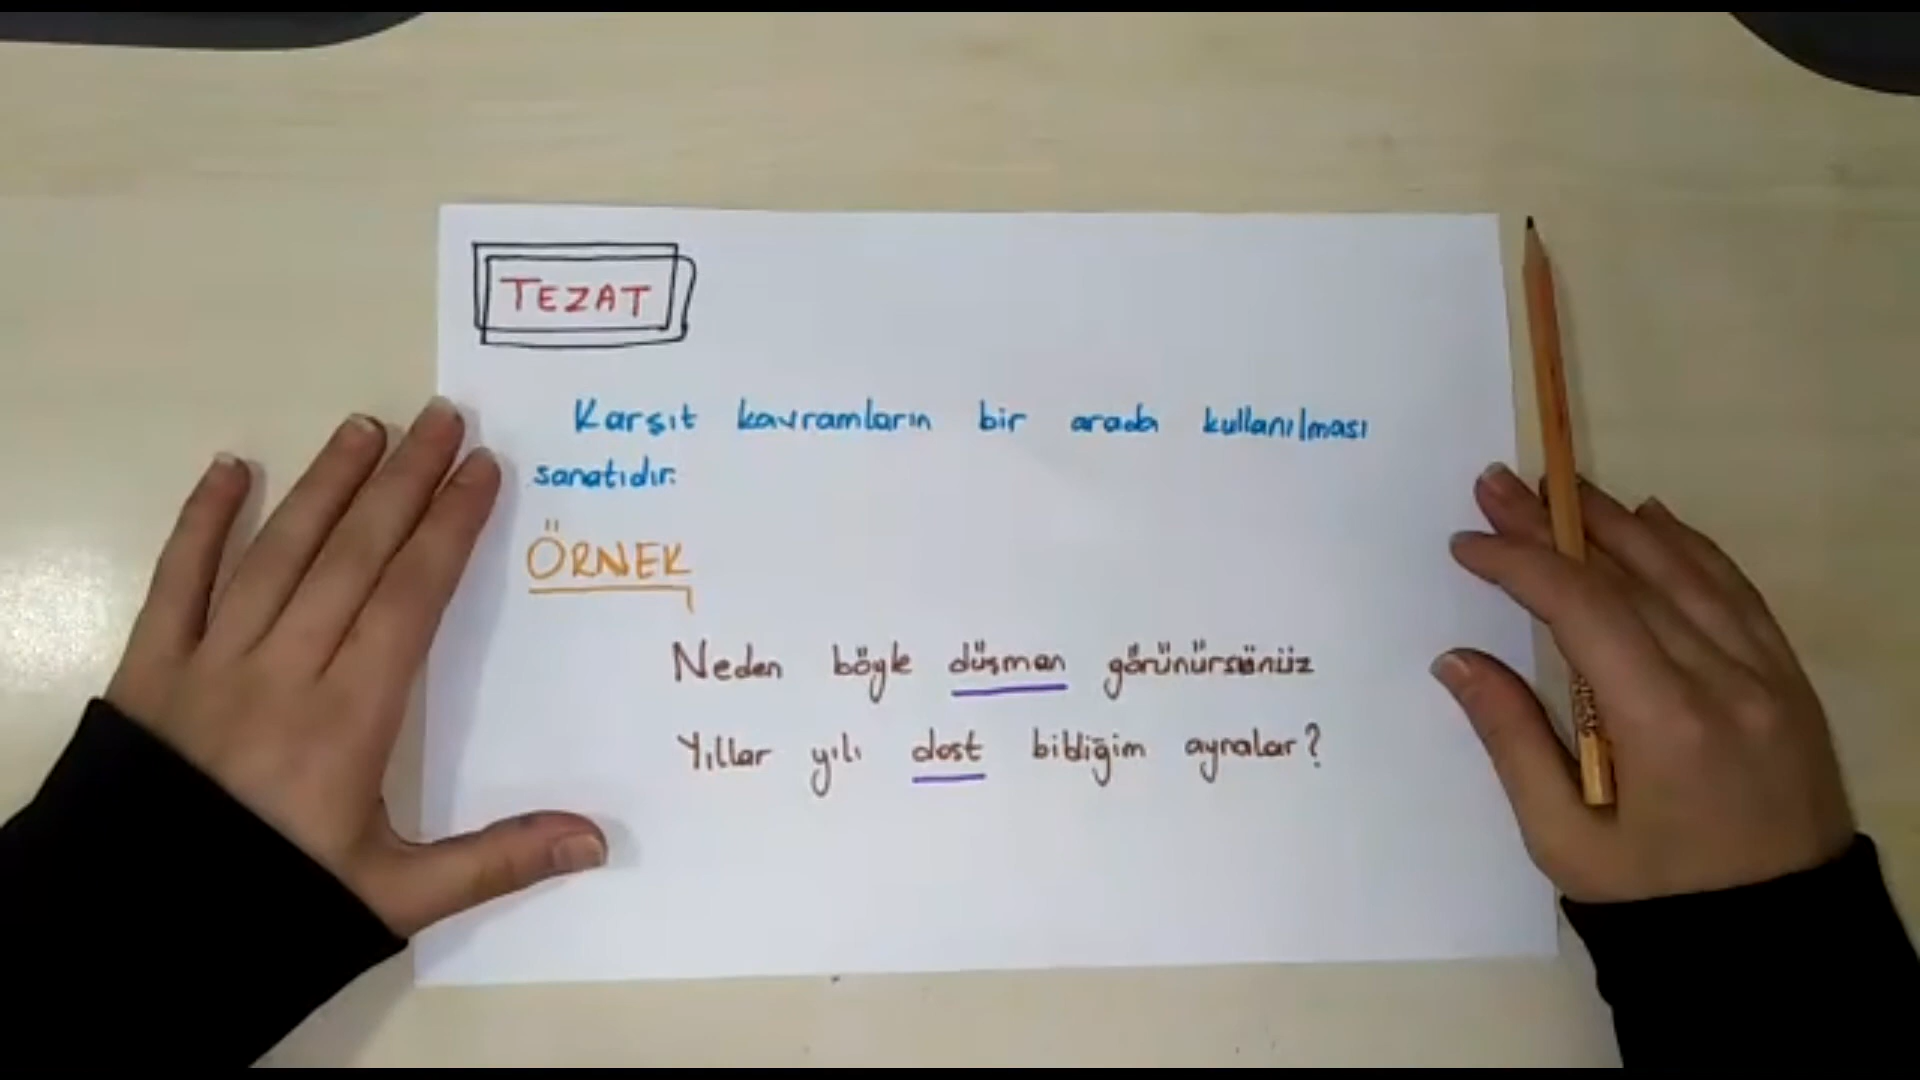 TEZAT
Karşıt kavramların bir arada kullanılması
sanatıdır.
ÖRNEK
Neden böyle düşman görünürsünüz
Yıllar yılı dost bildiğim aynalar?